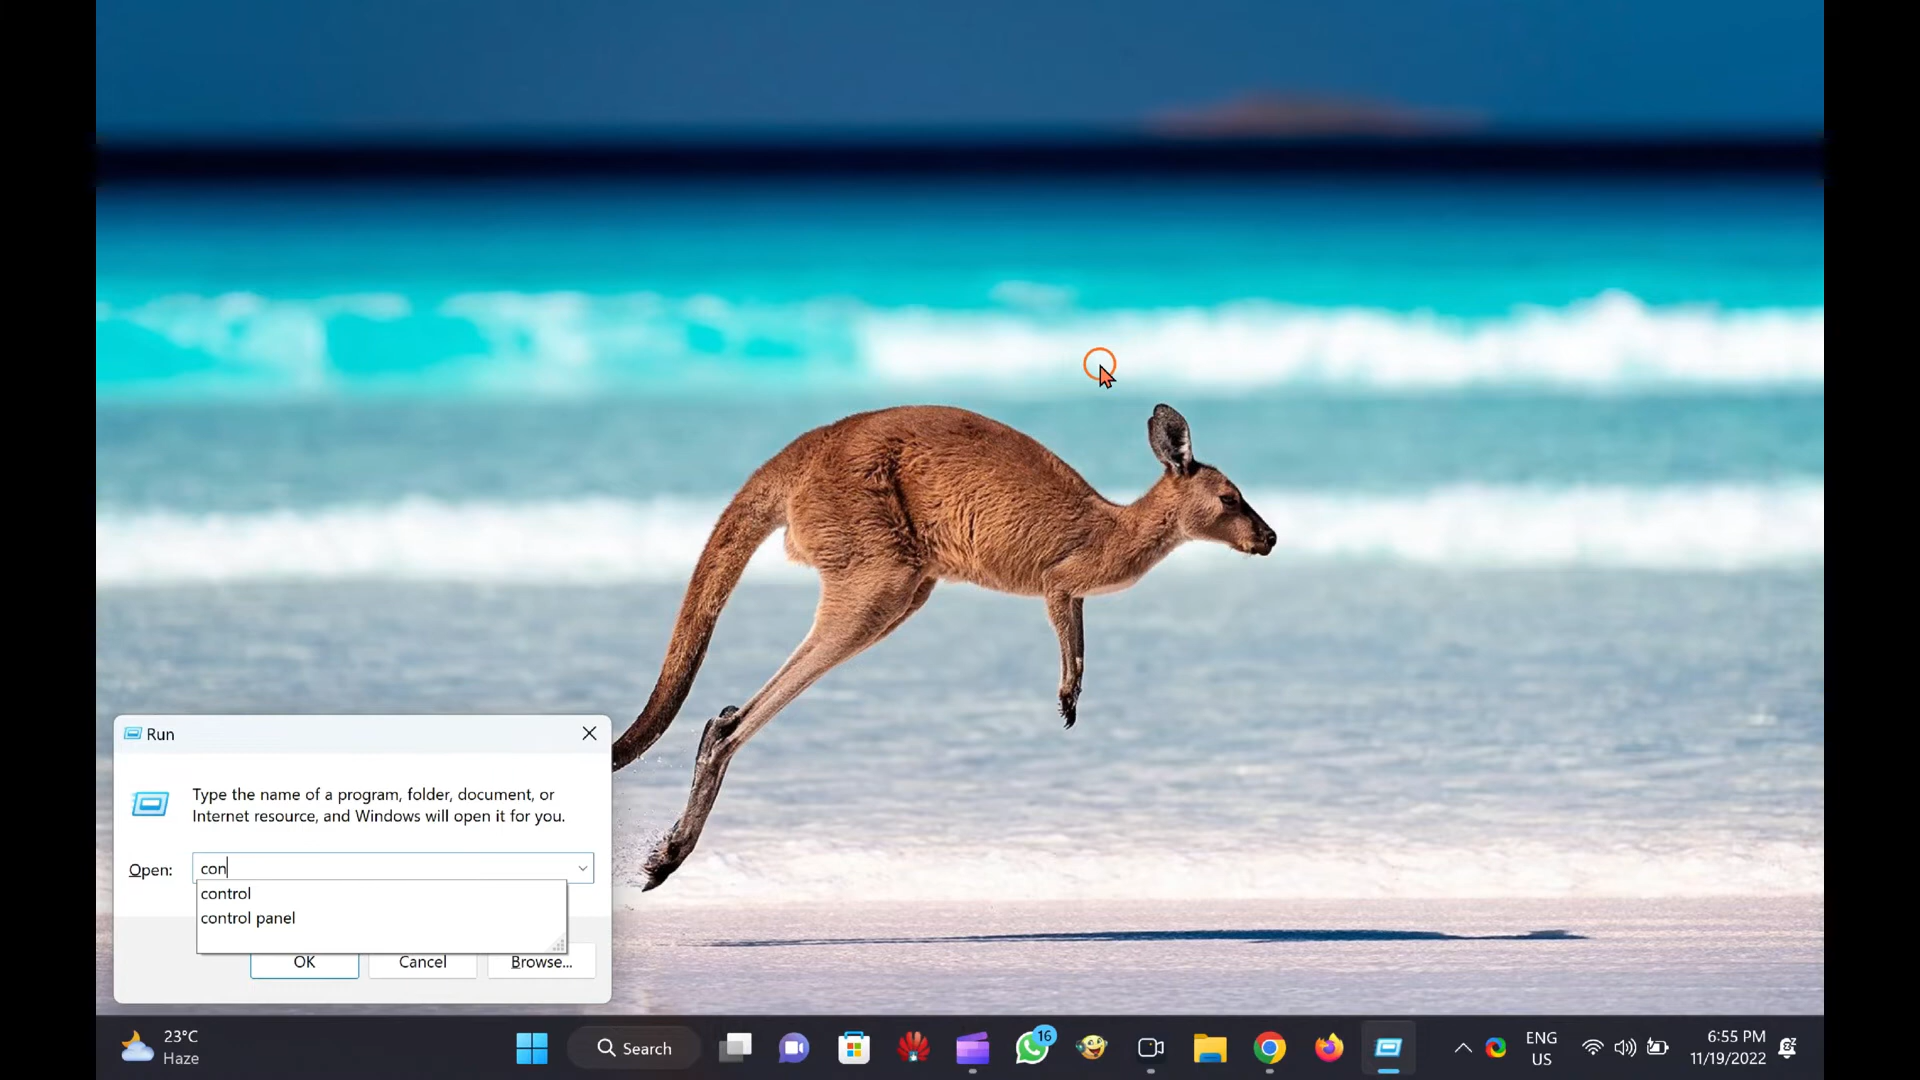 Run
Type the name of a program, folder, document, or
Internet resource, and Windows will open it for you.
Open:
con
control
control panel
OK
Cancel
Browse...
23°C
Haze
Search
16
ENG
US
6:55 PM
11/19/2022